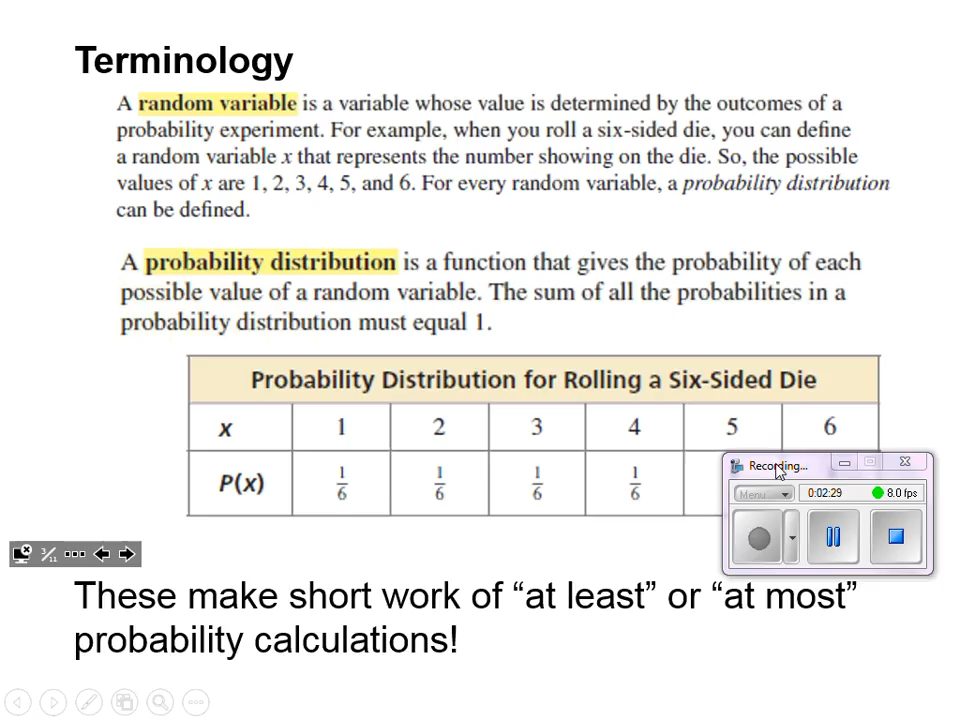 Terminology
A random variable is a variable whose value is determined by the outcomes of a
probability experiment. For example, when you roll a six-sided die, you can define
a random variable x that represents the number showing on the die. So, the possible
values of x are 1, 2, 3, 4, 5, and 6. For every random variable, a probability distribution
can be defined.
A probability distribution is a function that gives the probability of each
possible value of a random variable. The sum of all the probabilities in a
probability distribution must equal 1.
Probability Distribution for Rolling a Six-Sided Die
x 1 2 3 4 5 6
P(x) 1/6 1/6 1/6 1/6
Recording...
Menu 0:02:29 8.0 fps
3/11
These make short work of “at least” or “at most”
probability calculations!